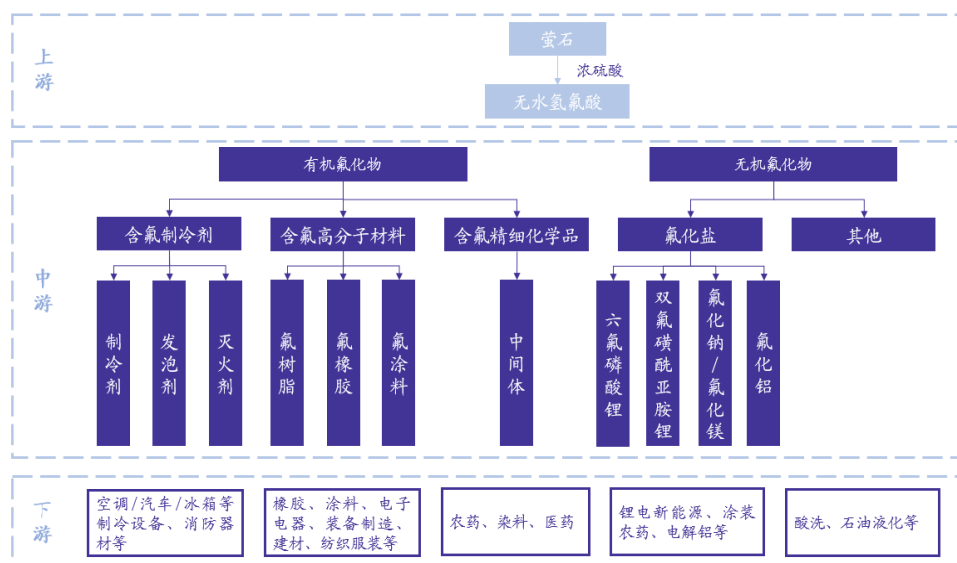 上游
萤石
浓硫酸
无水氢氟酸
中游
有机氟化物
无机氟化物
含氟制冷剂
含氟高分子材料
含氟精细化学品
氟化盐
其他
制冷剂
发泡剂
灭火剂
氟树脂
氟橡胶
氟涂料
中间体
六氟磷酸锂
双氟磺酰亚胺锂
氟化钠/氟化镁
氟化铝
下游
空调/汽车/冰箱等
制冷设备、消防器
材等
橡胶、涂料、电子
电器、装备制造、
建材、纺织服装等
农药、染料、医药
锂电新能源、涂装
农药、电解铝等
酸洗、石油液化等